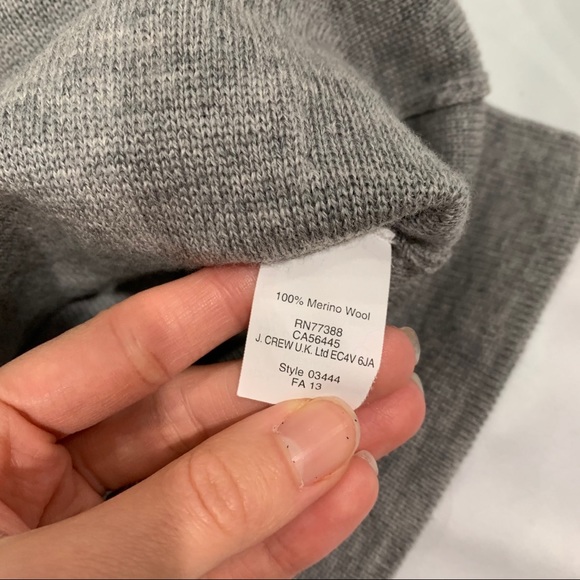 100% Merino Wool
RN77388
CA56445
J. CREW U.K. Ltd EC4V 6JA
Style 03444
FA 13